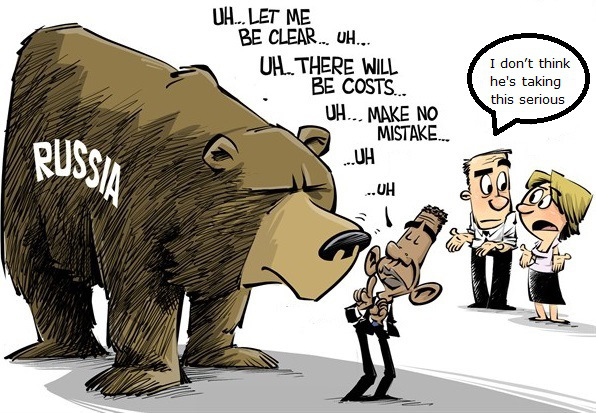 UH... LET ME
BE CLEAR... UH...
UH... THERE WILL
BE COSTS...
UH... MAKE NO
MISTAKE...
...UH
...UH
I don’t think
he's taking
this serious
RUSSIA